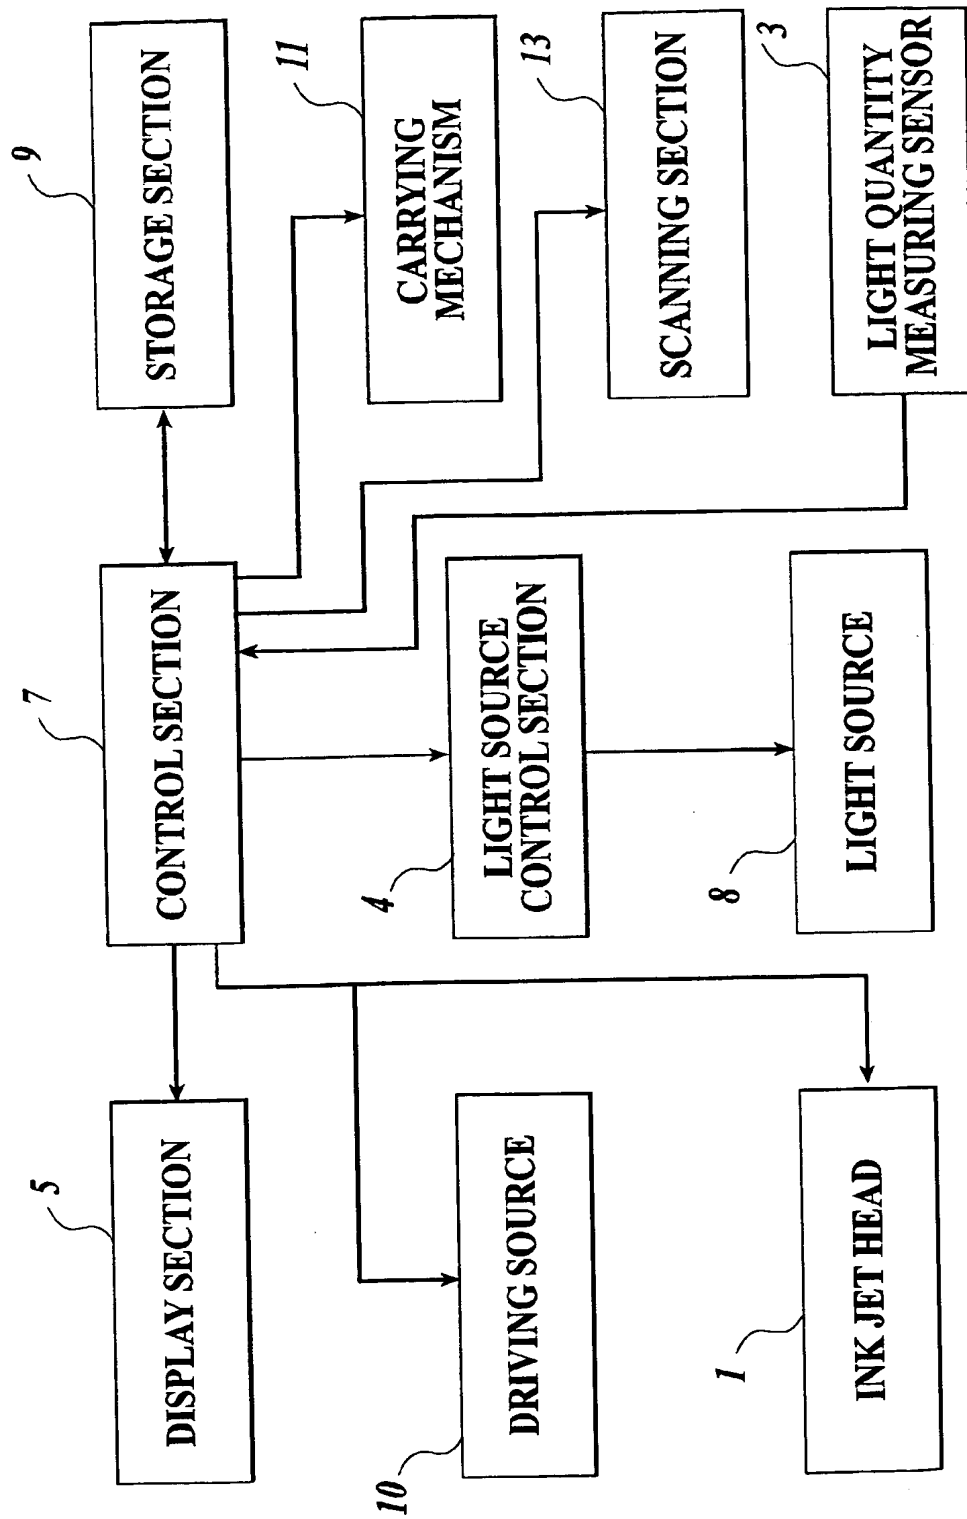 5
DISPLAY SECTION
7
CONTROL SECTION
9
STORAGE SECTION
10
DRIVING SOURCE
4
LIGHT SOURCE
CONTROL SECTION
11
CARRYING
MECHANISM
13
SCANNING SECTION
1
INK JET HEAD
8
LIGHT SOURCE
3
LIGHT QUANTITY
MEASURING SENSOR